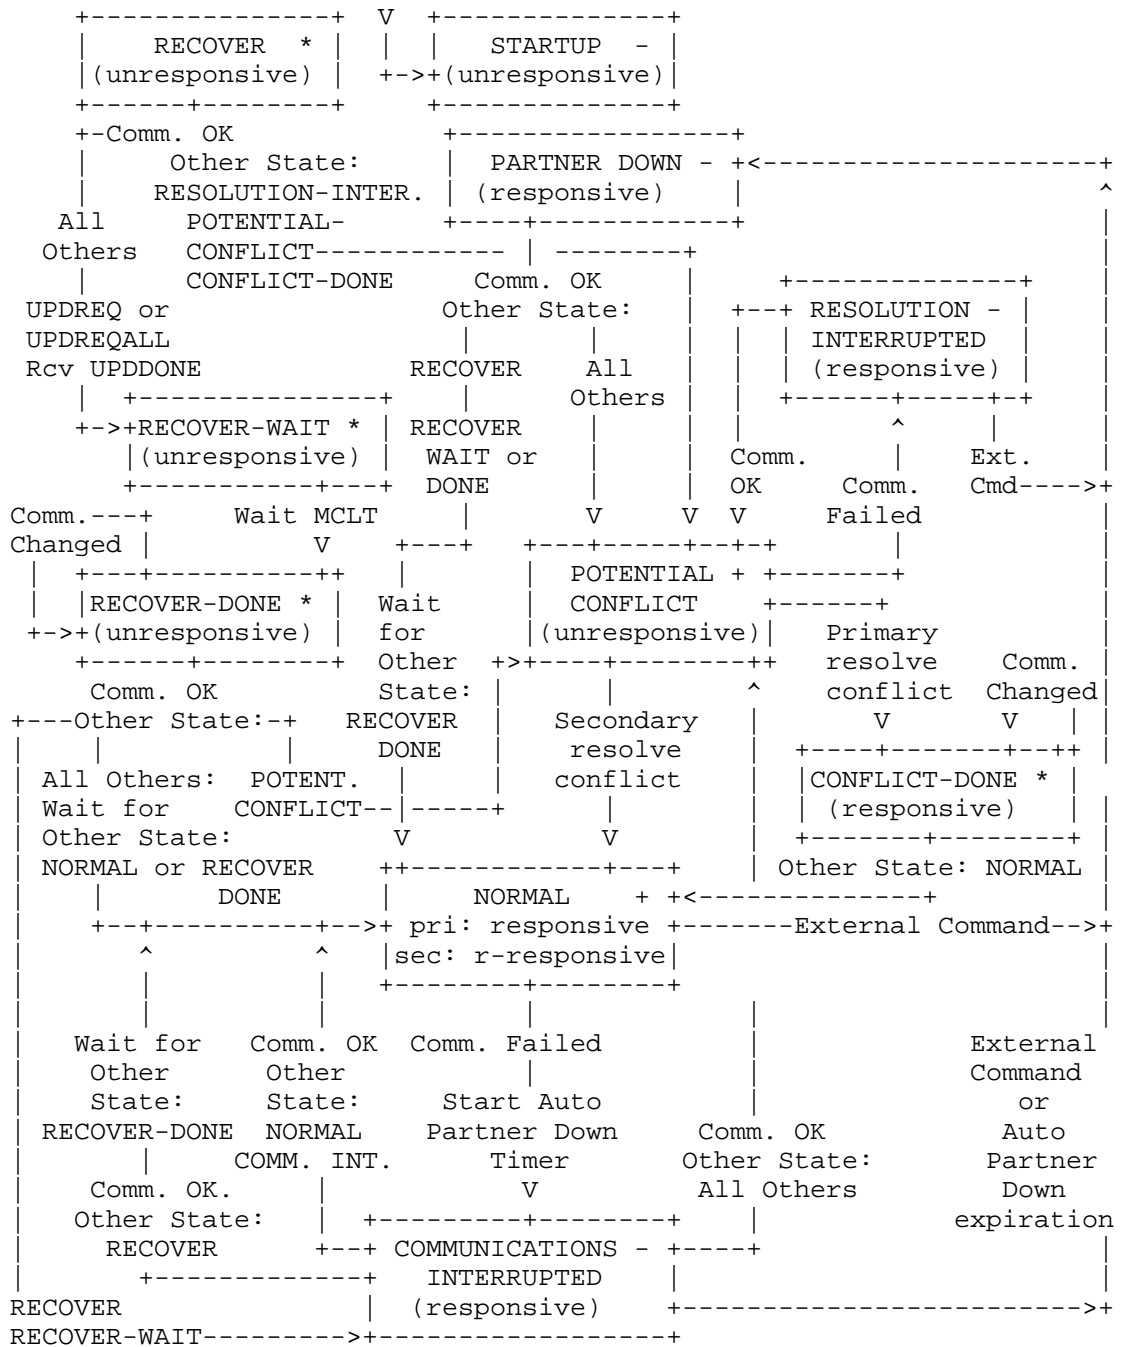 +---------------+  V  +--------------+
    |    RECOVER  * |  |  |   STARTUP  - |
    |(unresponsive) |  +->+(unresponsive)|
    +------+--------+     +--------------+
    +-Comm. OK             +-----------------+
    |     Other State:     |  PARTNER DOWN - +<---------------------+
    |    RESOLUTION-INTER. | (responsive)    |                      ^
   All     POTENTIAL-      +----+------------+                      |
  Others   CONFLICT------------ | --------+                         |
    |      CONFLICT-DONE     Comm. OK     |     +--------------+    |
 UPDREQ or                 Other State:   |  +--+ RESOLUTION - |    |
 UPDREQALL                  |       |     |  |  | INTERRUPTED  |    |
 Rcv UPDDONE             RECOVER    All   |  |  | (responsive) |    |
    |  +---------------+    |      Others |  |  +------+-----+-+    |
    +->+RECOVER-WAIT * | RECOVER    |     |  |         ^     |      |
       |(unresponsive) |  WAIT or   |     |  Comm.     |    Ext.    |
       +-----------+---+  DONE      |     |  OK     Comm.   Cmd---->+
Comm.---+     Wait MCLT     |       V     V  V     Failed           |
Changed |          V    +---+   +---+-----+--+-+       |            |
 |  +---+----------++   |       |  POTENTIAL + +-------+            |
 |  |RECOVER-DONE * |  Wait     |  CONFLICT    +------+             |
 +->+(unresponsive) |  for      |(unresponsive)|   Primary          |
    +------+--------+  Other  +>+----+--------++   resolve    Comm. |
     Comm. OK          State: |      |        ^    conflict  Changed|
+---Other State:-+   RECOVER  |   Secondary   |       V       V  | |
|    |           |     DONE   |    resolve    |  +----+-------+--++ |
| All Others:  POTENT.  |     |   conflict    |  |CONFLICT-DONE * | |
| Wait for    CONFLICT--|-----+      |        |  | (responsive)   | |
| Other State:          V            V        |  +-------+--------+ |
| NORMAL or RECOVER    ++------------+---+    | Other State: NORMAL |
|    |       DONE      |     NORMAL    + +<--------------+          |
|    +--+----------+-->+ pri: responsive +-------External Command-->+
|       ^          ^   |sec: r-responsive|                          |
|       |          |   +--------+--------+                          |
|       |          |            |             |                     |
|   Wait for   Comm. OK  Comm. Failed         |            External
|    Other      Other           |             |            Command
|    State:     State:     Start Auto         |               or
| RECOVER-DONE  NORMAL    Partner Down     Comm. OK          Auto
|       |     COMM. INT.      Timer       Other State:      Partner
|    Comm. OK.     |            V          All Others        Down
|   Other State:   |  +---------+--------+    |           expiration
|     RECOVER      +--+ COMMUNICATIONS - +----+                     |
|       +-------------+   INTERRUPTED    |                          |
RECOVER               |  (responsive)    +------------------------->+
RECOVER-WAIT--------->+------------------+